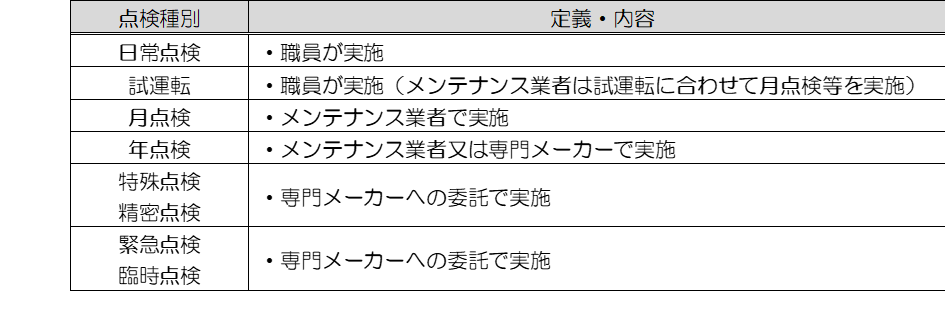 点検種別 定義・内容
日常点検 ・職員が実施
試運転 ・職員が実施（メンテナンス業者は試運転に合わせて月点検等を実施）
月点検 ・メンテナンス業者で実施
年点検 ・メンテナンス業者又は専門メーカーで実施
特殊点検
精密点検
・専門メーカーへの委託で実施
緊急点検
臨時点検
・専門メーカーへの委託で実施